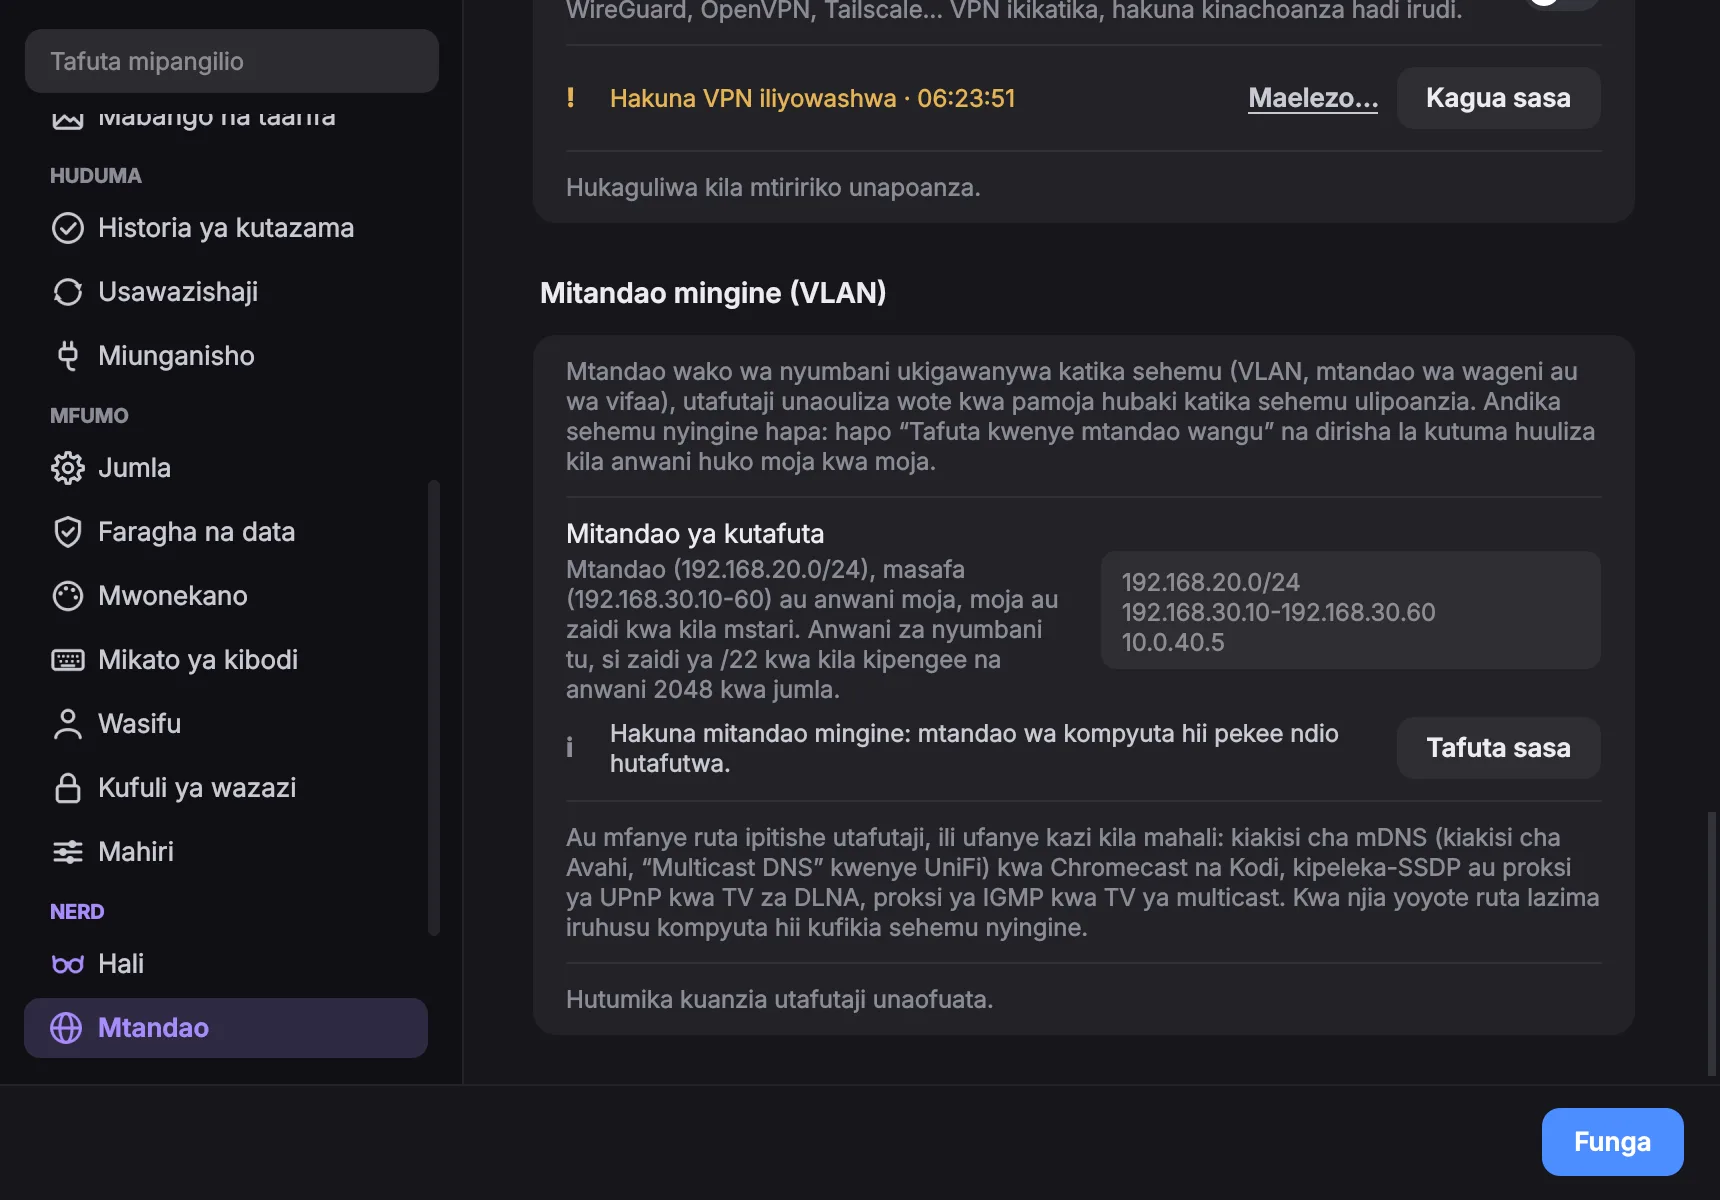 Tafuta mipangilio
Mabango na taarifa
HUDUMA
Historia ya kutazama
Usawazishaji
Miunganisho
MFUMO
Jumla
Faragha na data
Mwonekano
Mikato ya kibodi
Wasifu
Kufuli ya wazazi
Mahiri
NERD
Hali
Mtandao
WireGuard, OpenVPN, Tailscale... VPN ikikatika, hakuna kinachoanza hadi irudi.
! Hakuna VPN iliyowashwa · 06:23:51
Maelezo...
Kagua sasa
Hukaguliwa kila mtiririko unapoanza.
Mitandao mingine (VLAN)
Mtandao wako wa nyumbani ukigawanywa katika sehemu (VLAN, mtandao wa wageni au
wa vifaa), utafutaji unaouliza wote kwa pamoja hubaki katika sehemu ulipoanzia. Andika
sehemu nyingine hapa: hapo “Tafuta kwenye mtandao wangu” na dirisha la kutuma huuliza
kila anwani huko moja kwa moja.
Mitandao ya kutafuta
Mtandao (192.168.20.0/24), masafa
(192.168.30.10-60) au anwani moja, moja au
zaidi kwa kila mstari. Anwani za nyumbani
tu, si zaidi ya /22 kwa kila kipengee na
anwani 2048 kwa jumla.
192.168.20.0/24
192.168.30.10-192.168.30.60
10.0.40.5
i Hakuna mitandao mingine: mtandao wa kompyuta hii pekee ndio
hutafutwa.
Tafuta sasa
Au mfanye ruta ipitishe utafutaji, ili ufanye kazi kila mahali: kiakisi cha mDNS (kiakisi cha
Avahi, “Multicast DNS” kwenye UniFi) kwa Chromecast na Kodi, kipeleka-SSDP au proksi
ya UPnP kwa TV za DLNA, proksi ya IGMP kwa TV ya multicast. Kwa njia yoyote ruta lazima
iruhusu kompyuta hii kufikia sehemu nyingine.
Hutumika kuanzia utafutaji unaofuata.
Funga